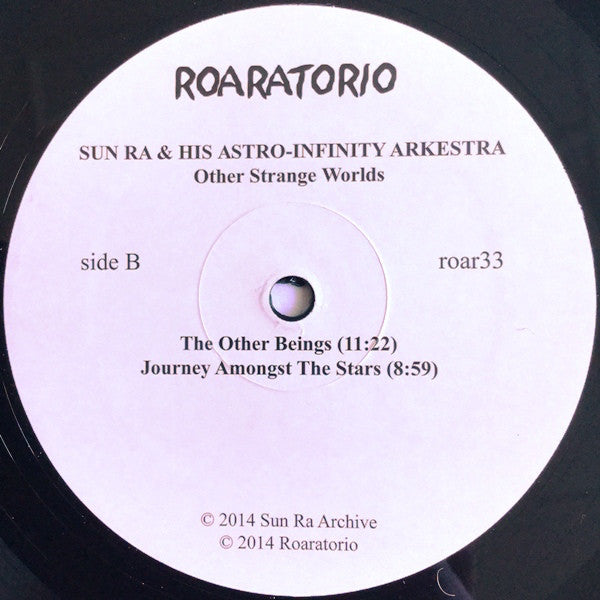 ROARATORIO
SUN RA & HIS ASTRO-INFINITY ARKESTRA
Other Strange Worlds
side B
roar33
The Other Beings (11:22)
Journey Amongst The Stars (8:59)
© 2014 Sun Ra Archive
© 2014 Roaratorio